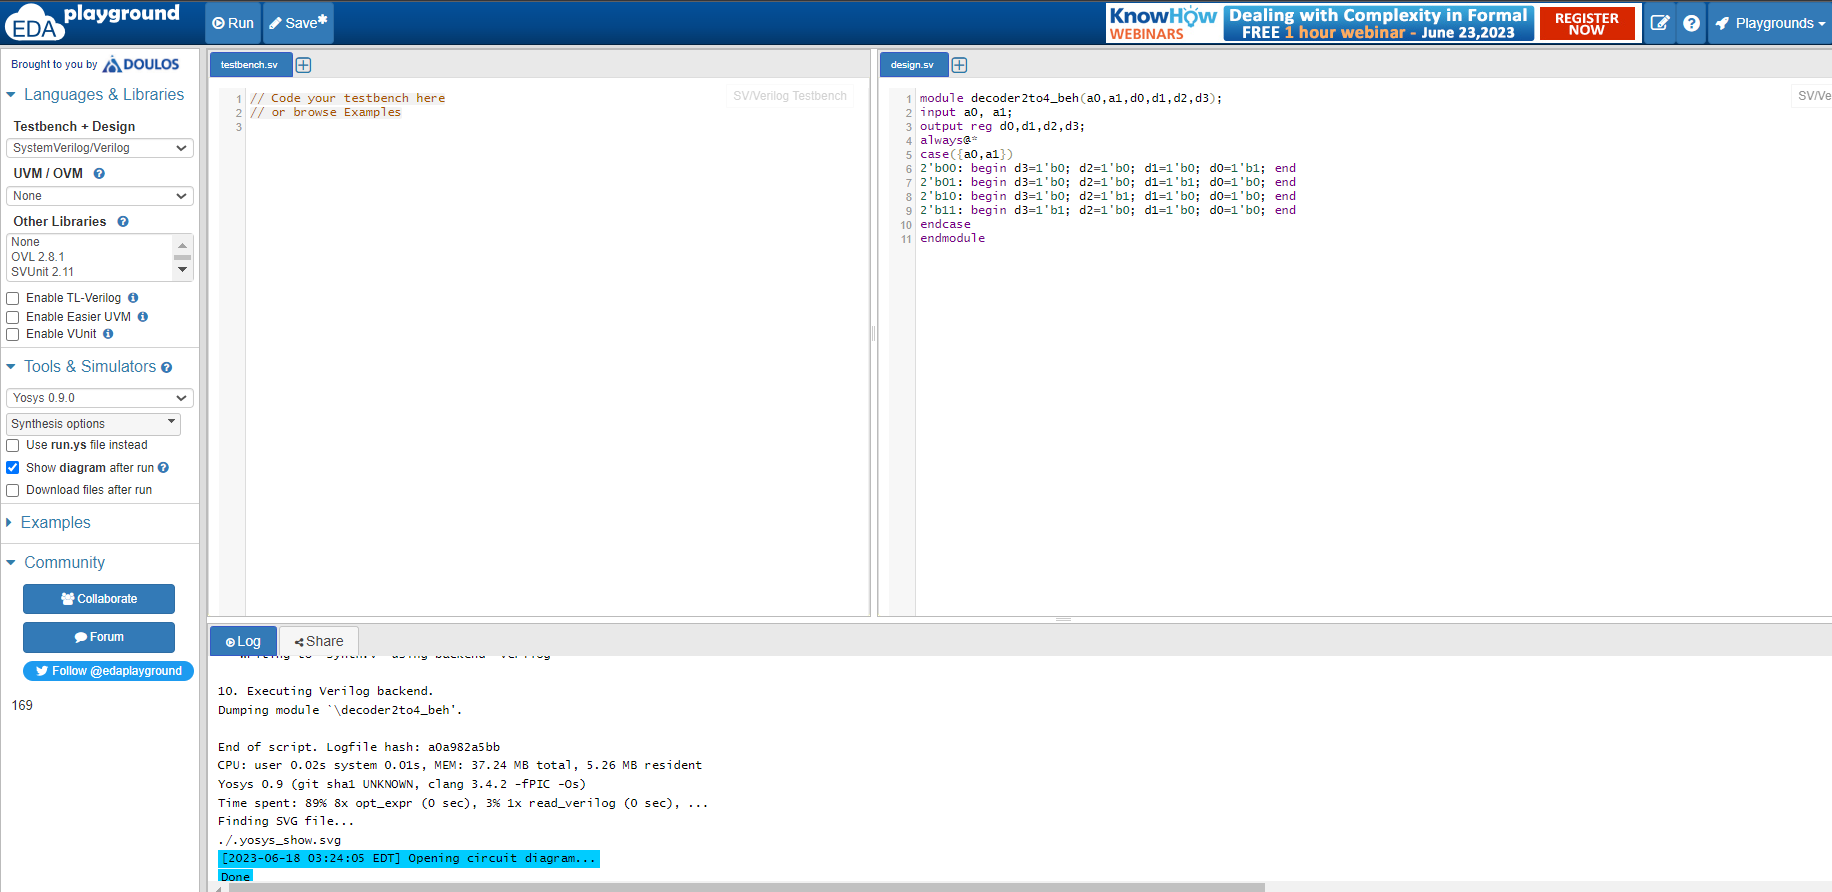 EDA playground
Run
Save*
KnowHow WEBINARS
Dealing with Complexity in Formal
FREE 1 hour webinar - June 23,2023
REGISTER NOW
Playgrounds
Brought to you by DOULOS
Languages & Libraries
Testbench + Design
SystemVerilog/Verilog
UVM / OVM
None
Other Libraries
None
OVL 2.8.1
SVUnit 2.11
Enable TL-Verilog
Enable Easier UVM
Enable VUnit
Tools & Simulators
Yosys 0.9.0
Synthesis options
Use run.ys file instead
Show diagram after run
Download files after run
Examples
Community
Collaborate
Forum
Follow @edaplayground
169
testbench.sv
SV/Verilog Testbench
1 // Code your testbench here
2 // or browse Examples
3
design.sv
SV/Ve
1 module decoder2to4_beh(a0,a1,d0,d1,d2,d3);
2 input a0, a1;
3 output reg d0,d1,d2,d3;
4 always@*
5 case({a0,a1})
6 2'b00: begin d3=1'b0; d2=1'b0; d1=1'b0; d0=1'b1; end
7 2'b01: begin d3=1'b0; d2=1'b0; d1=1'b1; d0=1'b0; end
8 2'b10: begin d3=1'b0; d2=1'b1; d1=1'b0; d0=1'b0; end
9 2'b11: begin d3=1'b1; d2=1'b0; d1=1'b0; d0=1'b0; end
10 endcase
11 endmodule
Log
Share
10. Executing Verilog backend.
Dumping module `\decoder2to4_beh'.
End of script. Logfile hash: a0a982a5bb
CPU: user 0.02s system 0.01s, MEM: 37.24 MB total, 5.26 MB resident
Yosys 0.9 (git sha1 UNKNOWN, clang 3.4.2 -fPIC -Os)
Time spent: 89% 8x opt_expr (0 sec), 3% 1x read_verilog (0 sec), ...
Finding SVG file...
./.yosys_show.svg
[2023-06-18 03:24:05 EDT] Opening circuit diagram...
Done